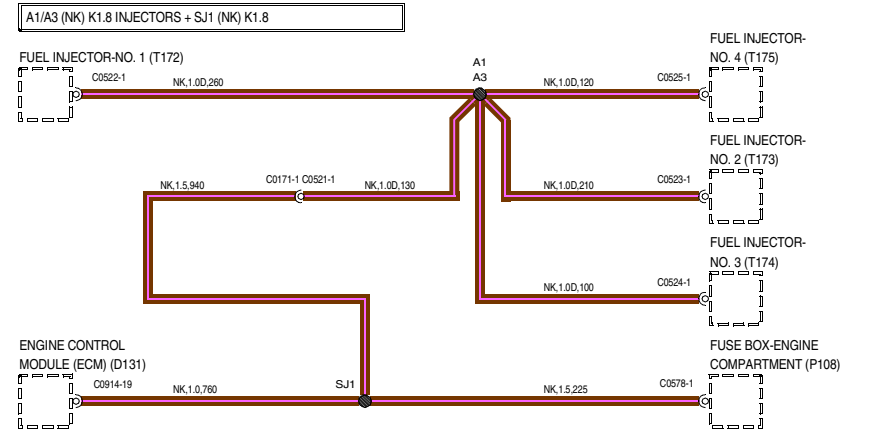 A1/A3 (NK) K1.8 INJECTORS + SJ1 (NK) K1.8
FUEL INJECTOR-NO. 1 (T172)
C0522-1
NK,1.0D,260
A1
A3
NK,1.0D,120
C0525-1
FUEL INJECTOR-
NO. 4 (T175)
FUEL INJECTOR-
NO. 2 (T173)
NK,1.5,940
C0171-1 C0521-1
NK,1.0D,130
NK,1.0D,210
C0523-1
FUEL INJECTOR-
NO. 3 (T174)
NK,1.0D,100
C0524-1
ENGINE CONTROL
MODULE (ECM) (D131)
C0914-19
NK,1.0,760
SJ1
NK,1.5,225
C0578-1
FUSE BOX-ENGINE
COMPARTMENT (P108)